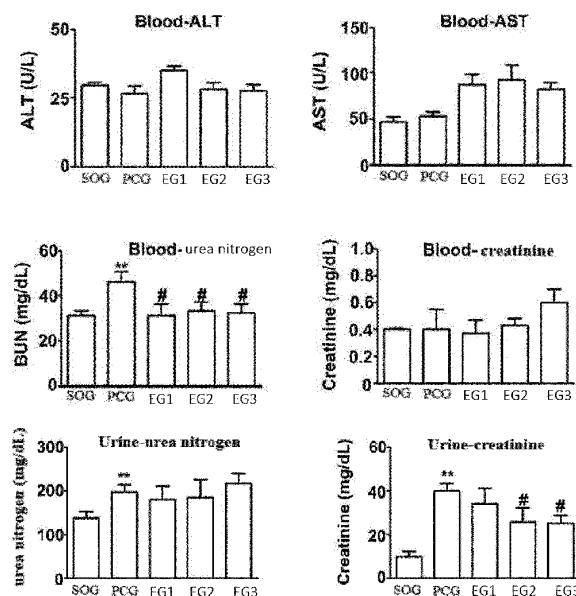 Blood-ALT
ALT (U/L)
50
25
0
SOG PCG EG1 EG2 EG3
Blood-AST
AST (U/L)
150
100
50
0
SOG PCG EG1 EG2 EG3
Blood-urea nitrogen
BUN (mg/dL)
60
40
20
0
**
# # #
SOG PCG EG1 EG2 EG3
Blood-creatinine
Creatinine (mg/dL)
1.0
0.8
0.6
0.4
0.2
0
SOG PCG EG1 EG2 EG3
Urine-urea nitrogen
urea nitrogen (mg/dL)
300
200
100
0
**
SOG PCG EG1 EG2 EG3
Urine-creatinine
Creatinine (mg/dL)
60
40
20
0
**
# #
SOG PCG EG1 EG2 EG3